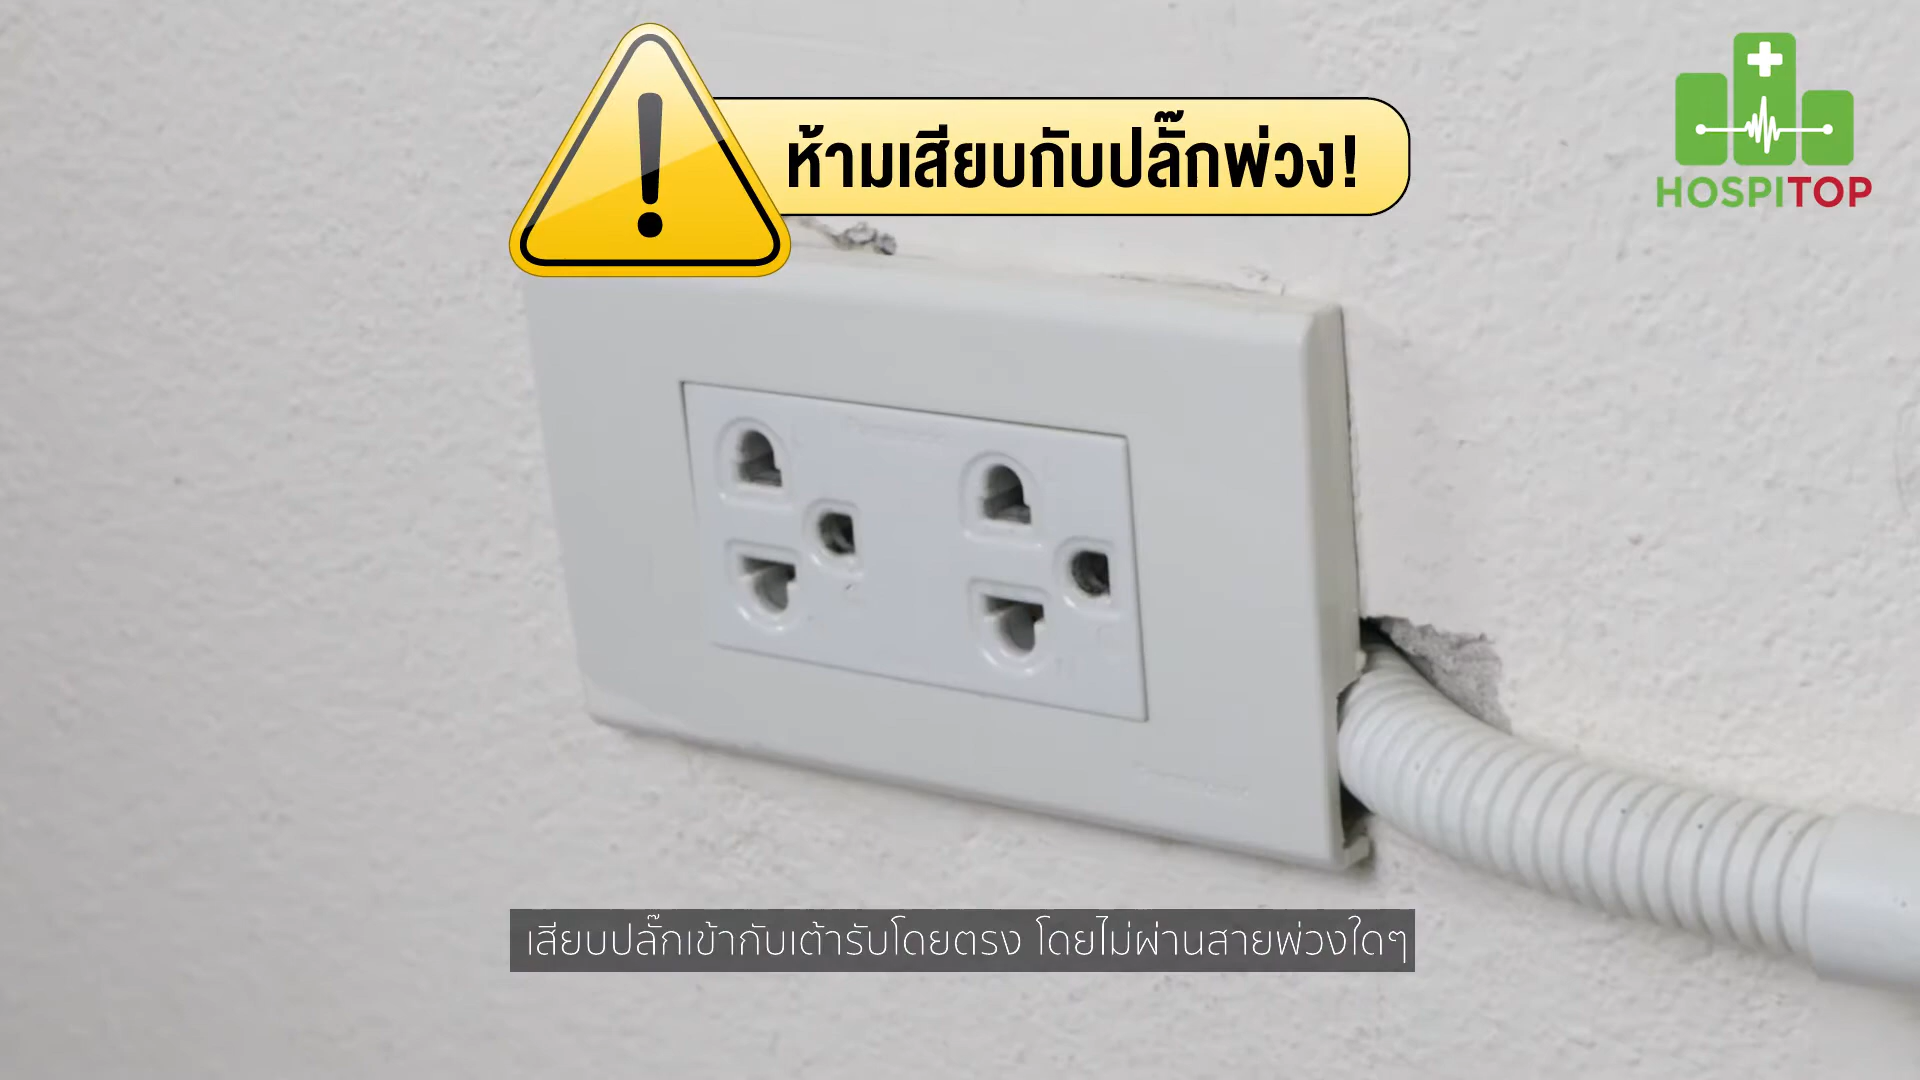 ห้ามเสียบกับปลั๊กพ่วง!
HOSPITOP
เสียบปลั๊กเข้ากับเต้ารับโดยตรง โดยไม่ผ่านสายพ่วงใดๆ